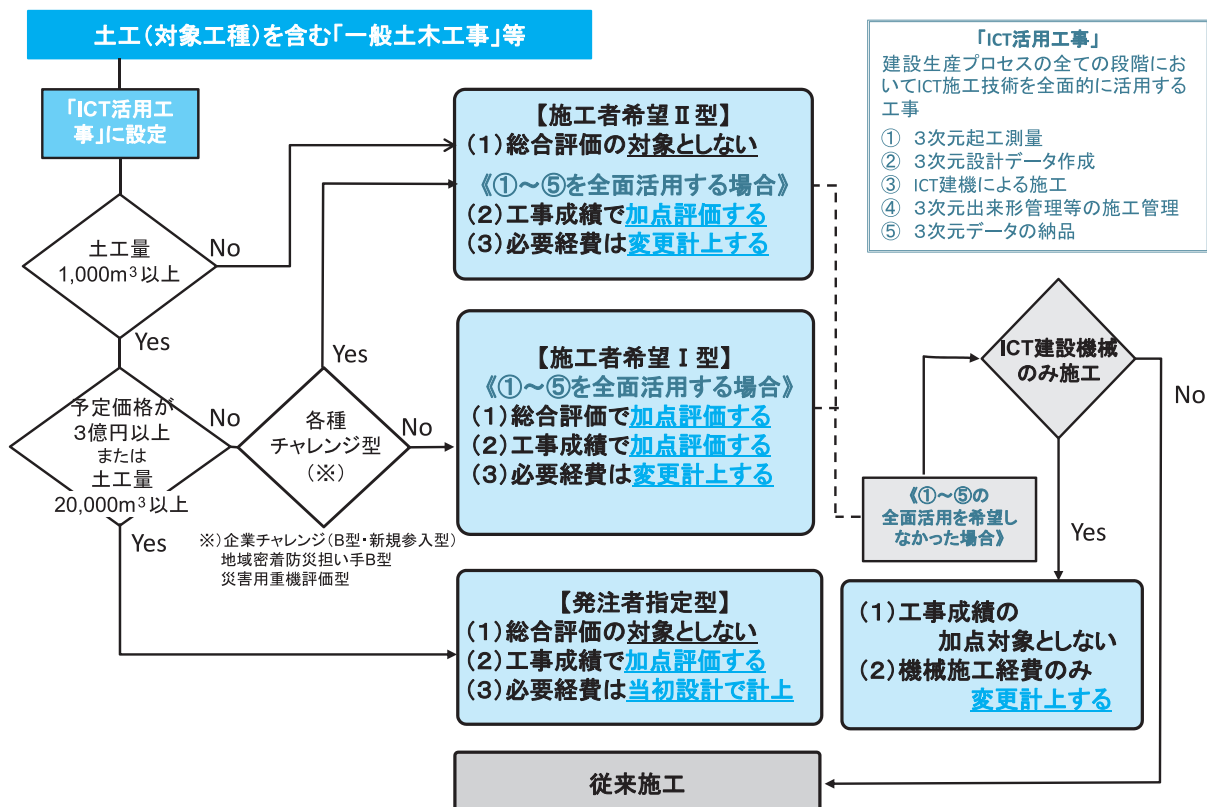 土工(対象工種)を含む「一般土木工事」等
「ICT活用工
事」に設定
土工量
1,000m³以上
No
Yes
予定価格が
3億円以上
または
土工量
20,000m³以上
No
Yes
各種
チャレンジ型
(※)
Yes
No
※)企業チャレンジ(B型・新規参入型)
地域密着防災担い手B型
災害用重機評価型
【施工者希望Ⅱ型】
(1)総合評価の対象としない
《①~⑤を全面活用する場合》
(2)工事成績で加点評価する
(3)必要経費は変更計上する
【施工者希望Ⅰ型】
《①~⑤を全面活用する場合》
(1)総合評価で加点評価する
(2)工事成績で加点評価する
(3)必要経費は変更計上する
【発注者指定型】
(1)総合評価の対象としない
(2)工事成績で加点評価する
(3)必要経費は当初設計で計上
従来施工
「ICT活用工事」
建設生産プロセスの全ての段階にお
いてICT施工技術を全面的に活用する
工事
① 3次元起工測量
② 3次元設計データ作成
③ ICT建機による施工
④ 3次元出来形管理等の施工管理
⑤ 3次元データの納品
ICT建設機械
のみ施工
No
Yes
《①~⑤の
全面活用を希望し
なかった場合》
(1)工事成績の
加点対象としない
(2)機械施工経費のみ
変更計上する